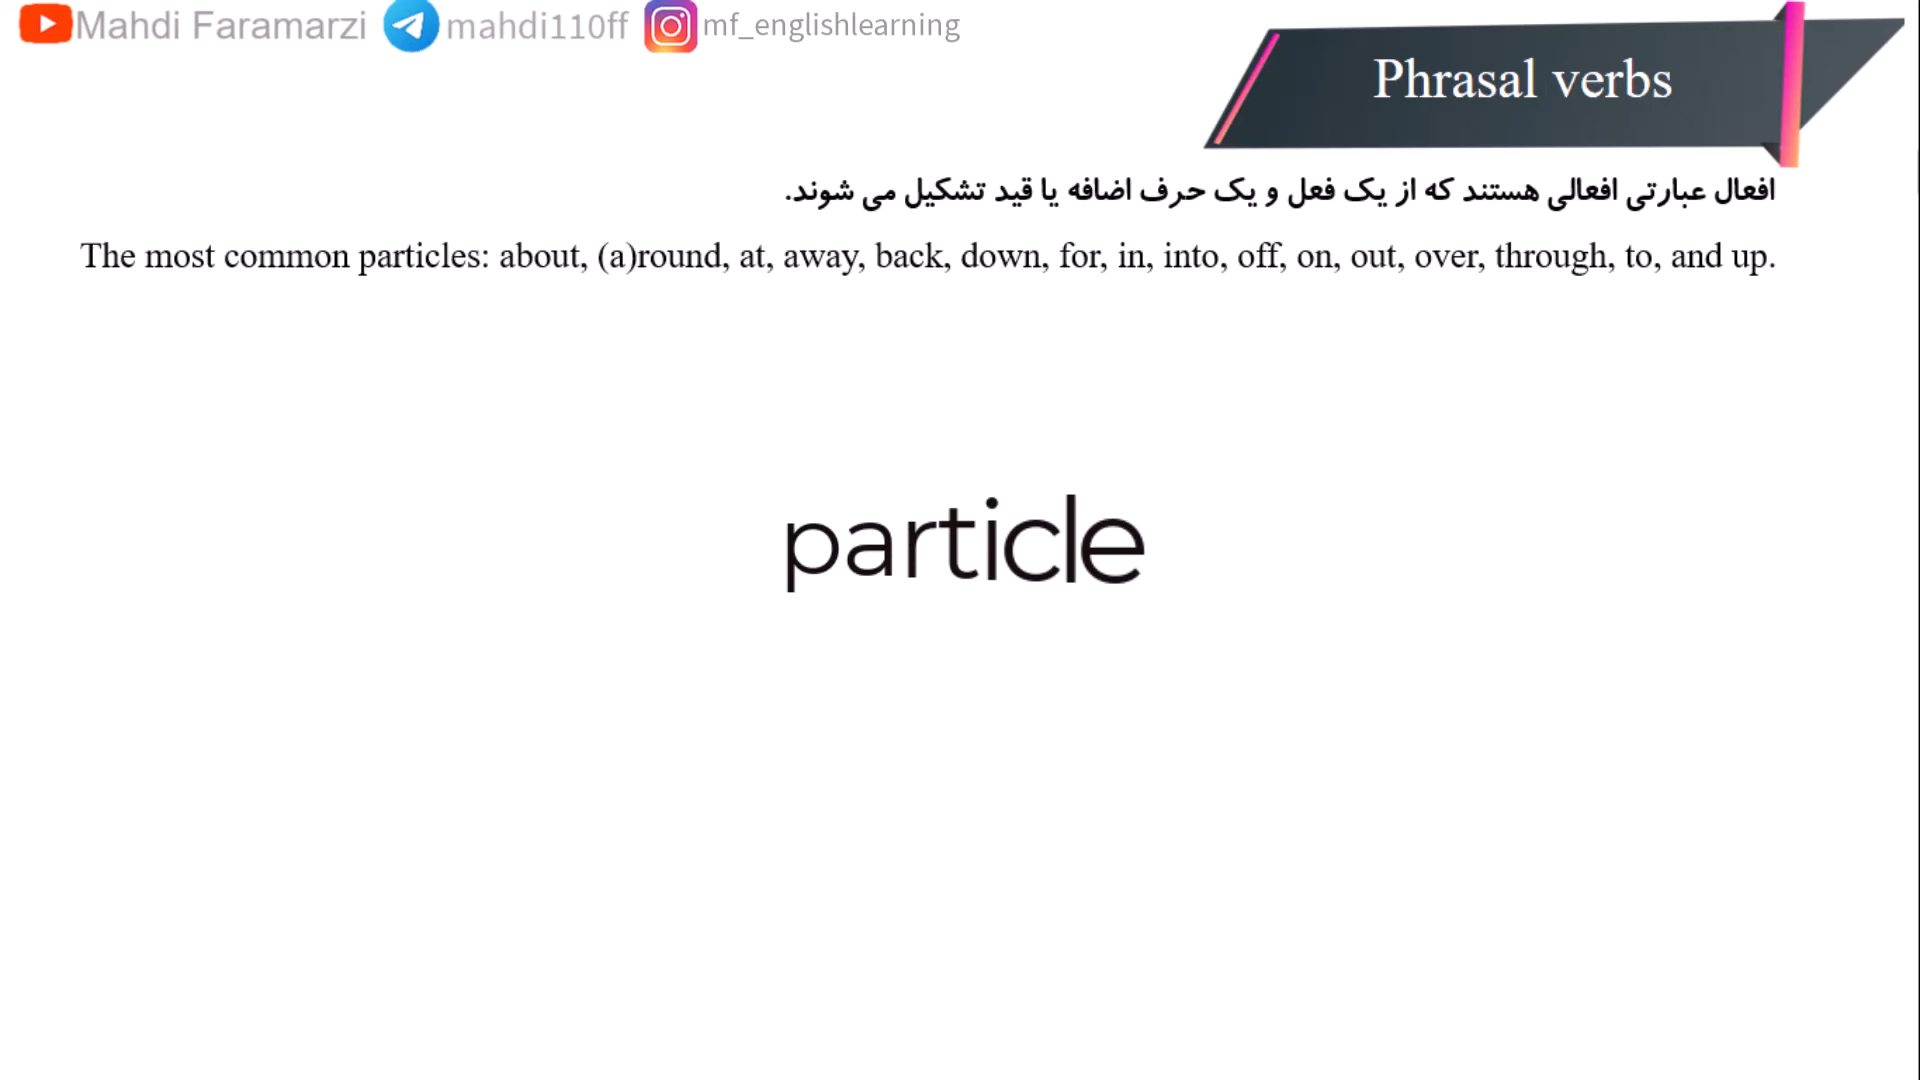 Mahdi Faramarzi mahdi110ff mf_englishlearning
Phrasal verbs
افعال عبارتی افعالی هستند که از یک فعل و یک حرف اضافه یا قید تشکیل می شوند.
The most common particles: about, (a)round, at, away, back, down, for, in, into, off, on, out, over, through, to, and up.
particle